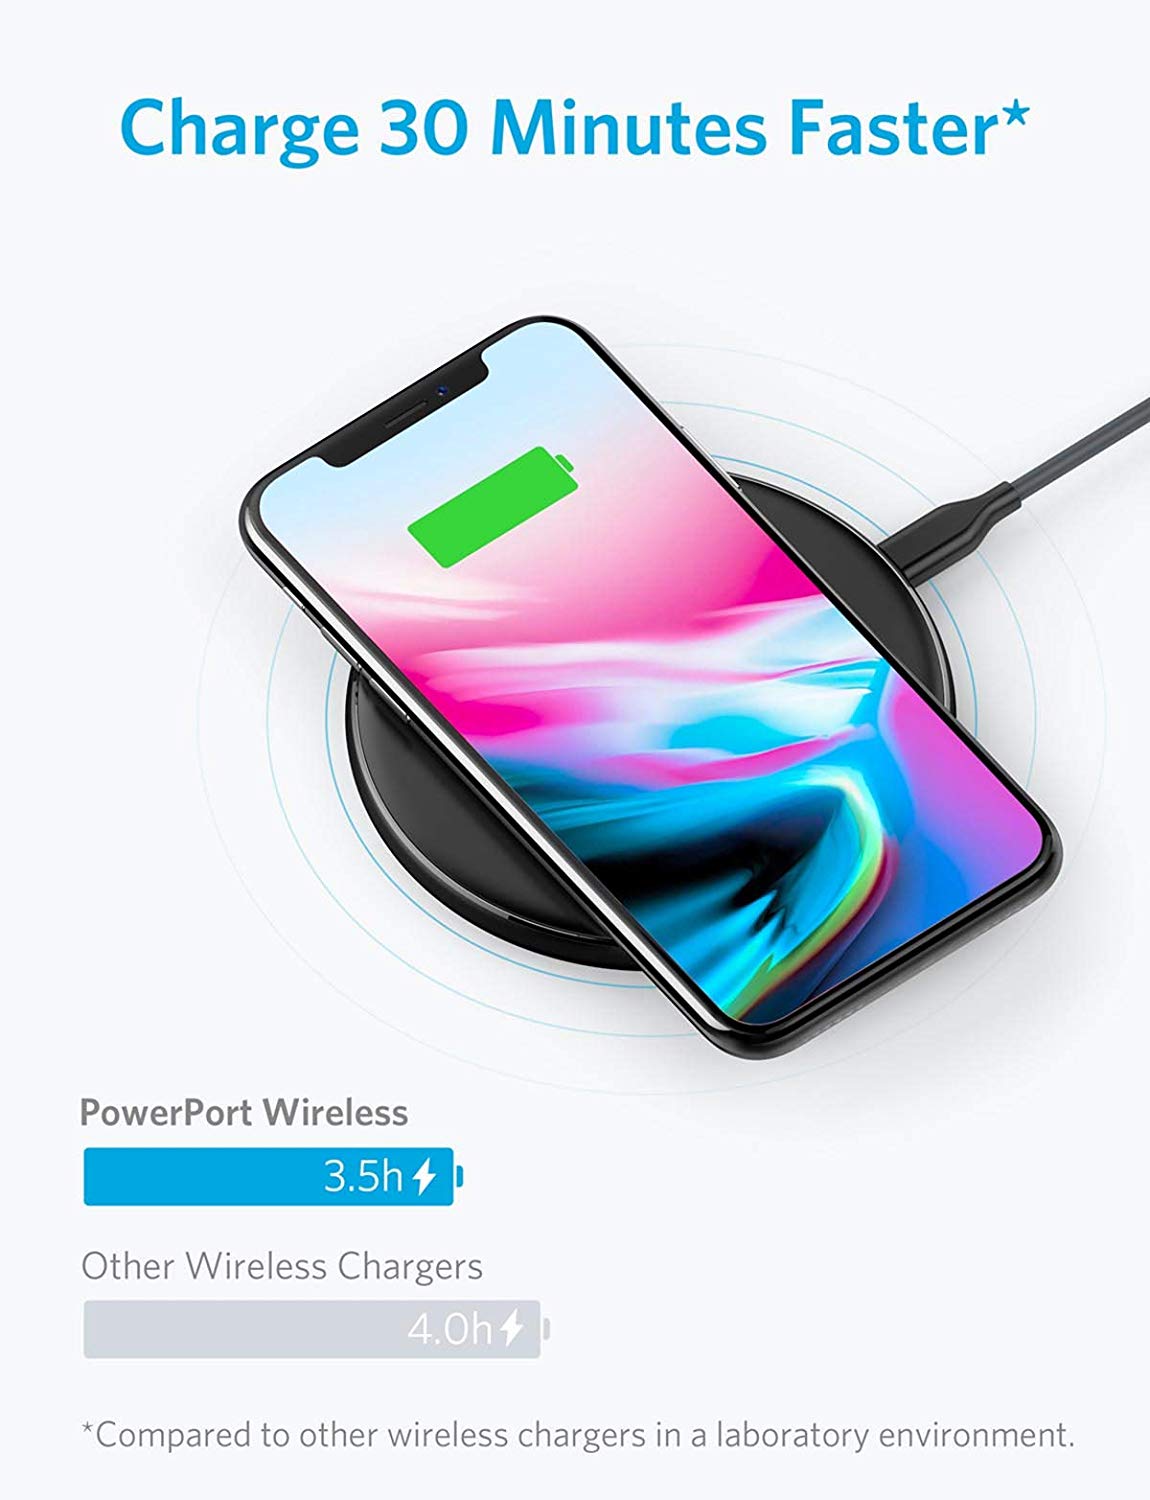 Charge 30 Minutes Faster*
PowerPort Wireless
3.5h
Other Wireless Chargers
4.0h
*Compared to other wireless chargers in a laboratory environment.